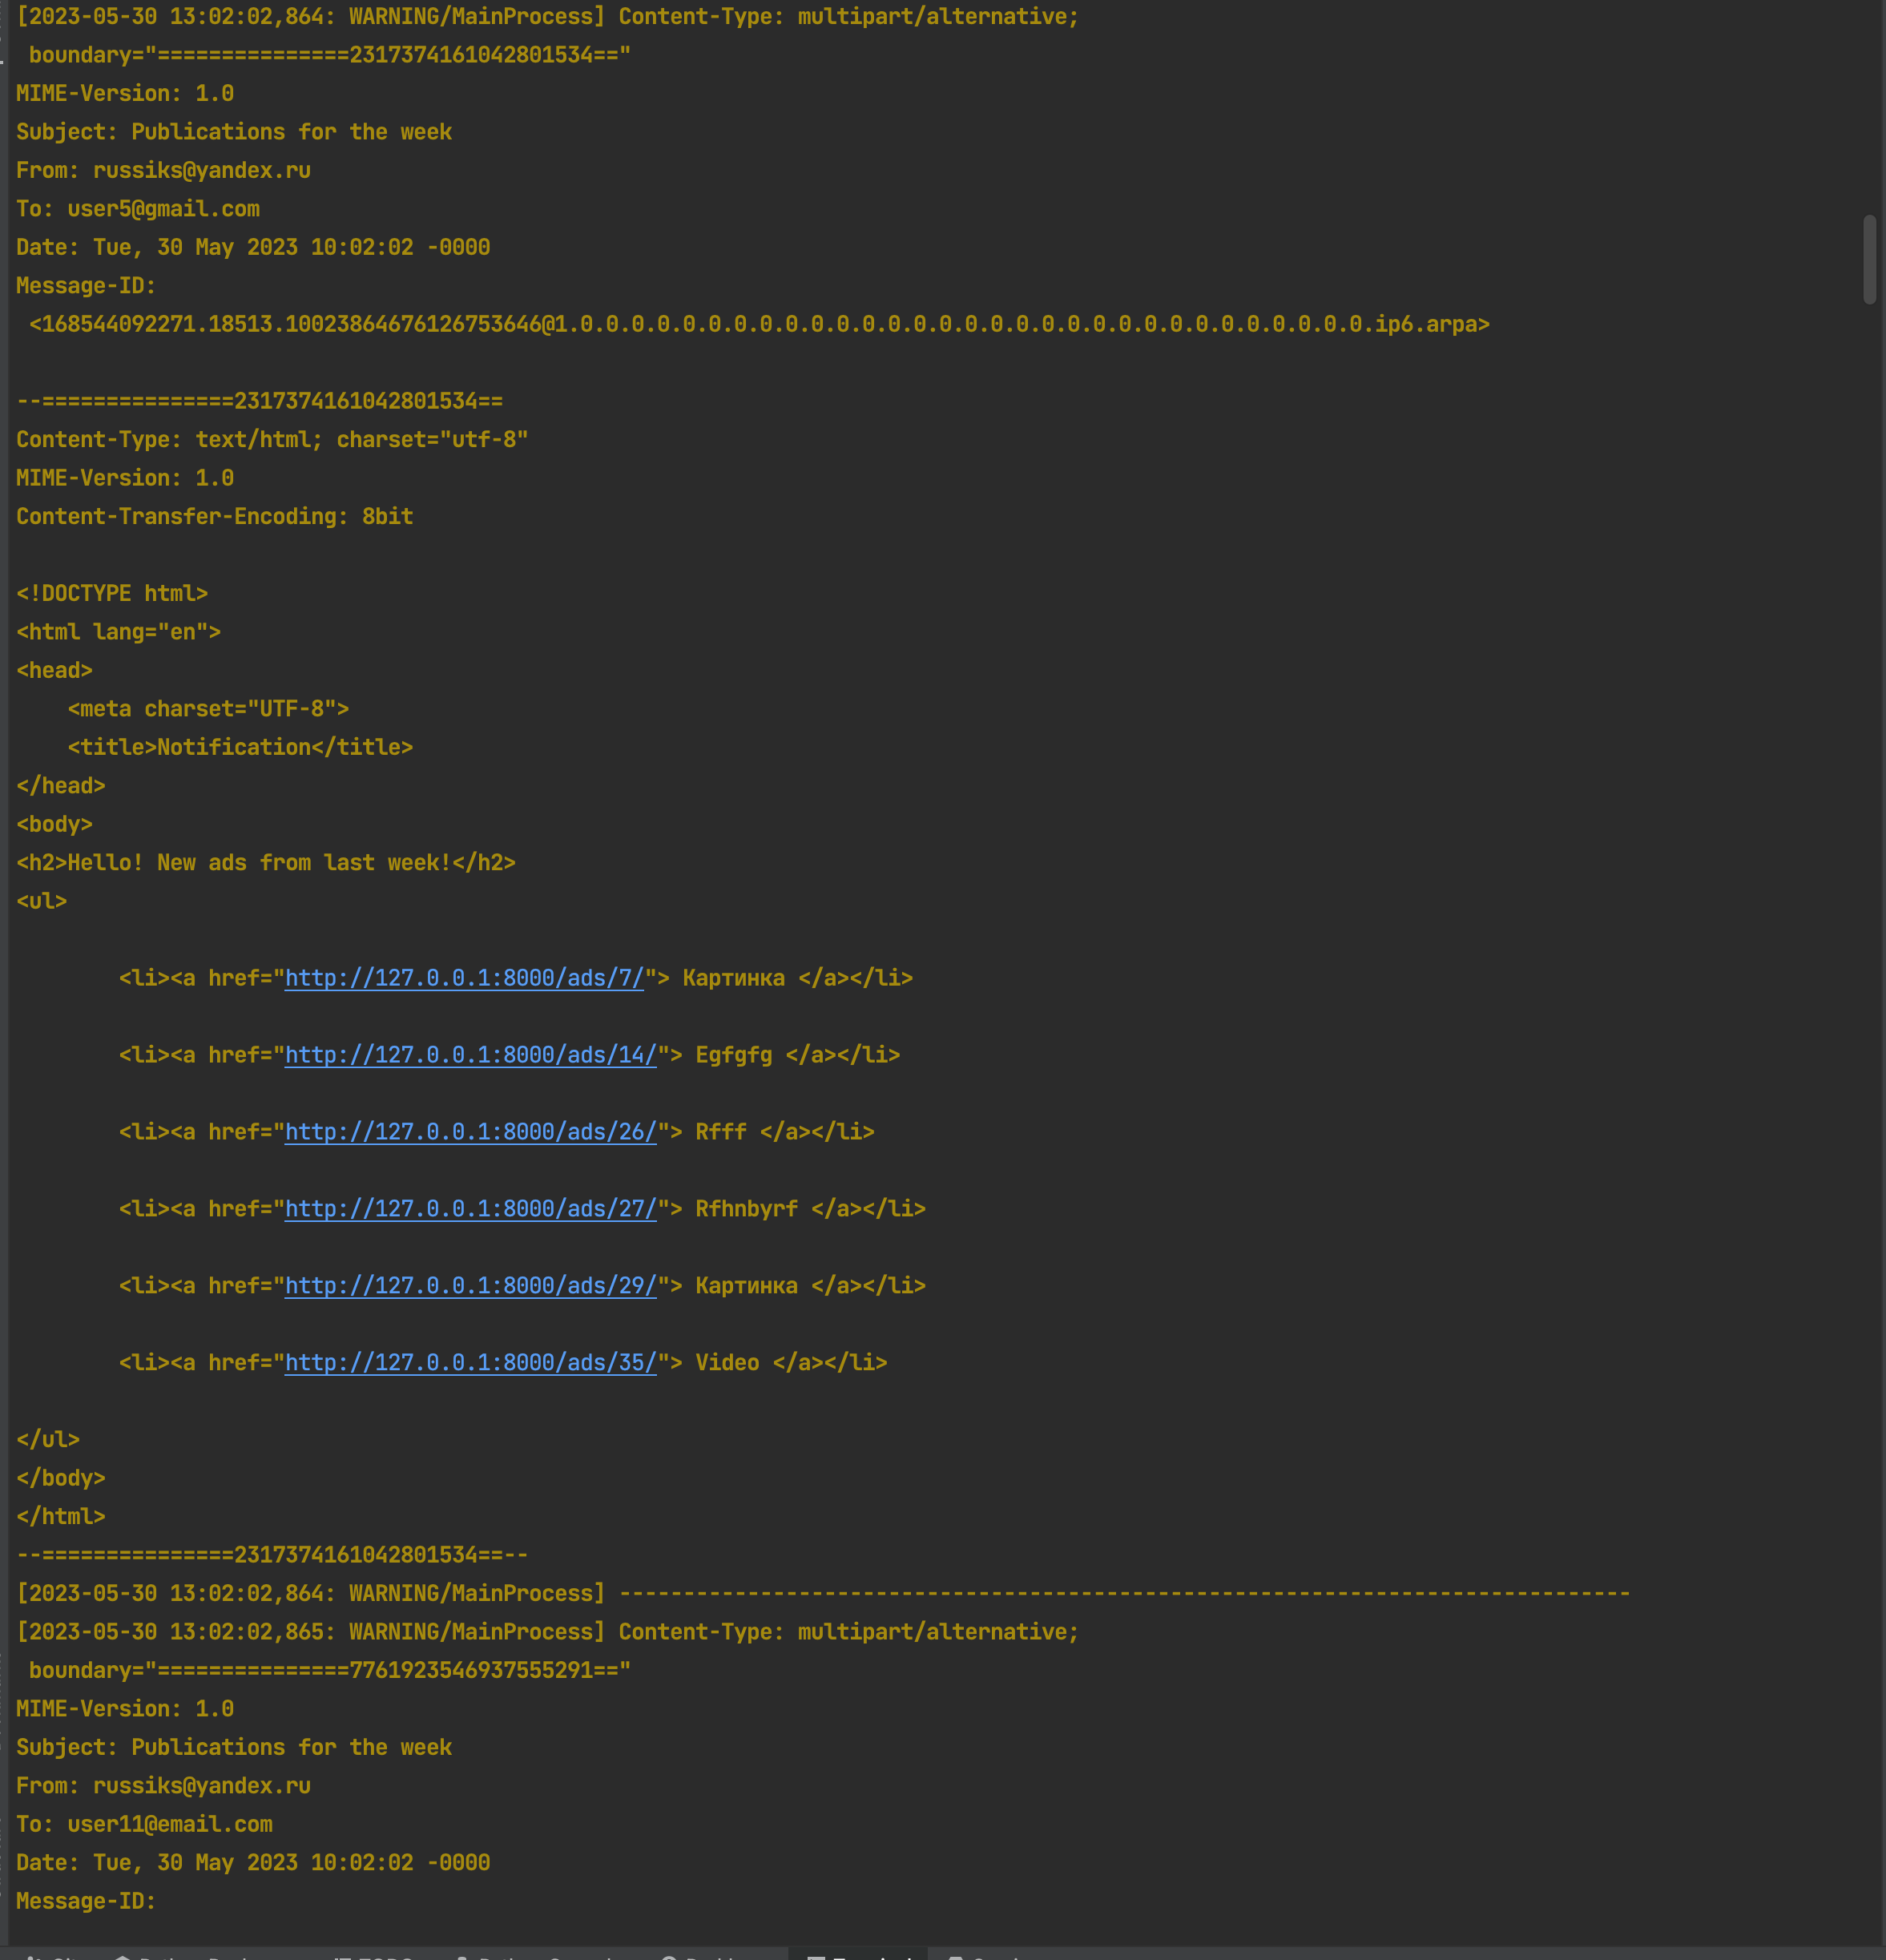 [2023-05-30 13:02:02,864: WARNING/MainProcess] Content-Type: multipart/alternative;
 boundary="===============2317374161042801534=="
MIME-Version: 1.0
Subject: Publications for the week
From: russiks@yandex.ru
To: user5@gmail.com
Date: Tue, 30 May 2023 10:02:02 -0000
Message-ID:
 <168544092271.18513.10023864676126753646@1.0.0.0.0.0.0.0.0.0.0.0.0.0.0.0.0.0.0.0.0.0.0.0.0.0.0.0.0.0.0.0.ip6.arpa>

--===============2317374161042801534==
Content-Type: text/html; charset="utf-8"
MIME-Version: 1.0
Content-Transfer-Encoding: 8bit

<!DOCTYPE html>
<html lang="en">
<head>
    <meta charset="UTF-8">
    <title>Notification</title>
</head>
<body>
<h2>Hello! New ads from last week!</h2>
<ul>

        <li><a href="http://127.0.0.1:8000/ads/7/"> Картинка </a></li>

        <li><a href="http://127.0.0.1:8000/ads/14/"> Egfgfg </a></li>

        <li><a href="http://127.0.0.1:8000/ads/26/"> Rfff </a></li>

        <li><a href="http://127.0.0.1:8000/ads/27/"> Rfhnbyrf </a></li>

        <li><a href="http://127.0.0.1:8000/ads/29/"> Картинка </a></li>

        <li><a href="http://127.0.0.1:8000/ads/35/"> Video </a></li>

</ul>
</body>
</html>
--===============2317374161042801534==--
[2023-05-30 13:02:02,864: WARNING/MainProcess] -------------------------------------------------------------------------------
[2023-05-30 13:02:02,865: WARNING/MainProcess] Content-Type: multipart/alternative;
 boundary="===============7761923546937555291=="
MIME-Version: 1.0
Subject: Publications for the week
From: russiks@yandex.ru
To: user11@email.com
Date: Tue, 30 May 2023 10:02:02 -0000
Message-ID: